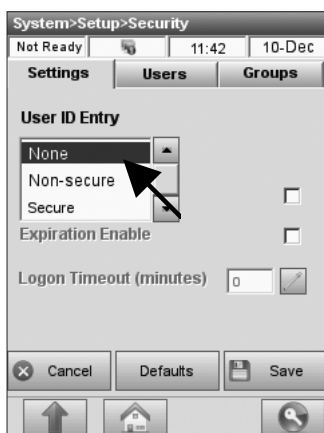 System>Setup>Security
Not Ready 11:42 10-Dec
Settings Users Groups
User ID Entry
None
Non-secure
Secure
Expiration Enable
Logon Timeout (minutes) 0
Cancel Defaults Save